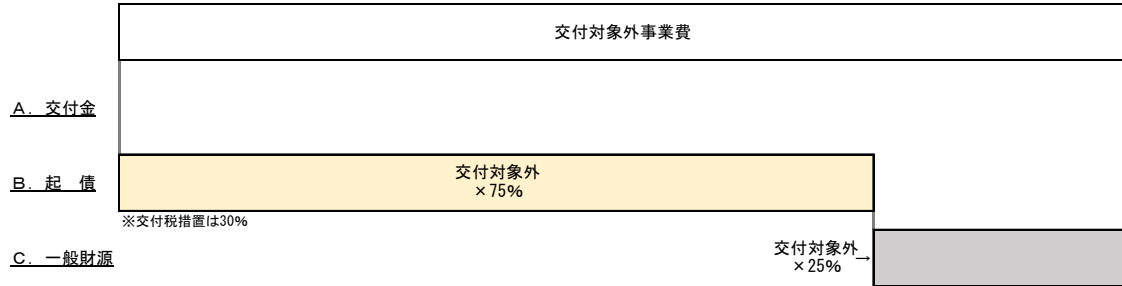 交付対象外事業費
A. 交付金
B. 起　債
交付対象外
×75%
※交付税措置は30%
C. 一般財源
交付対象外→
×25%